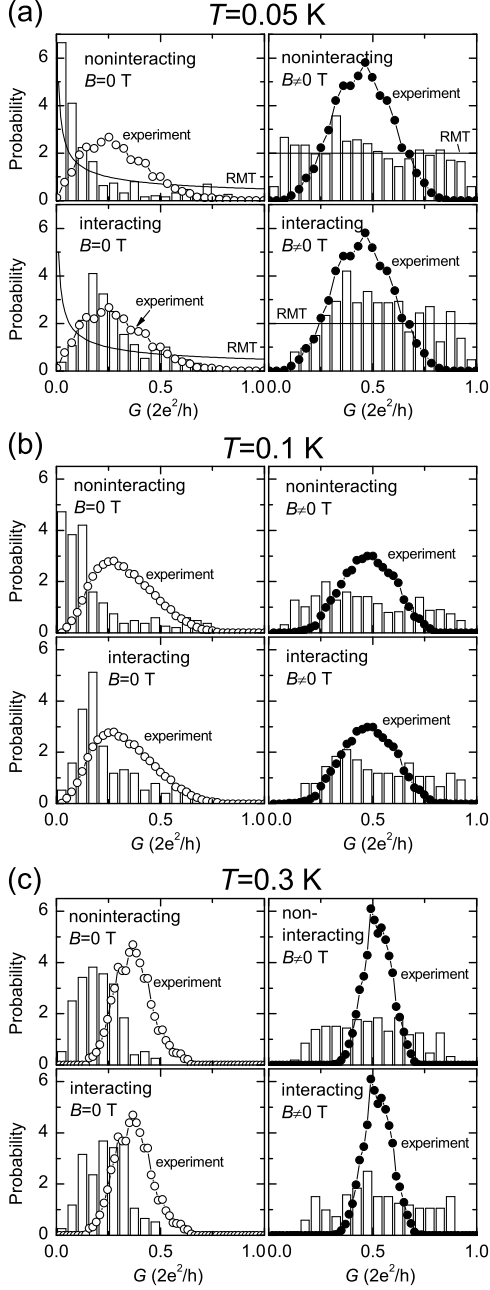 (a)
T=0.05 K
noninteracting
B=0 T
experiment
RMT
Probability
0
2
4
6
noninteracting
B≠0 T
experiment
RMT
interacting
B=0 T
experiment
RMT
Probability
0
2
4
6
0.0
0.5
1.0
G (2e²/h)
interacting
B≠0 T
experiment
RMT
0.0
0.5
1.0
G (2e²/h)
(b)
T=0.1 K
noninteracting
B=0 T
experiment
Probability
0
2
4
6
noninteracting
B≠0 T
experiment
interacting
B=0 T
experiment
Probability
0
2
4
6
0.0
0.5
1.0
G (2e²/h)
interacting
B≠0 T
experiment
0.0
0.5
1.0
G (2e²/h)
(c)
T=0.3 K
noninteracting
B=0 T
experiment
Probability
0
2
4
6
non-
interacting
B≠0 T
experiment
interacting
B=0 T
experiment
Probability
0
2
4
6
0.0
0.5
1.0
G (2e²/h)
interacting
B≠0 T
experiment
0.0
0.5
1.0
G (2e²/h)